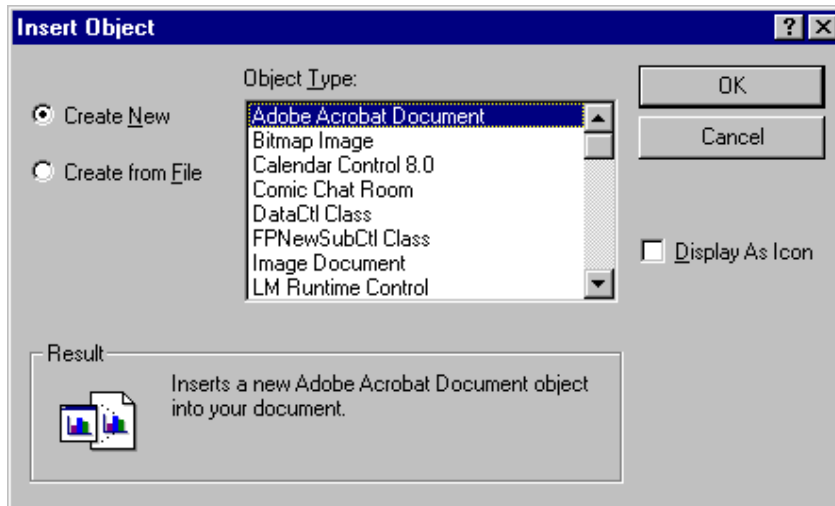 Insert Object
Object Type:
Create New
Create from File
Adobe Acrobat Document
Bitmap Image
Calendar Control 8.0
Comic Chat Room
DataCtl Class
FPNewSubCtl Class
Image Document
LM Runtime Control
OK
Cancel
Display As Icon
Result
Inserts a new Adobe Acrobat Document object
into your document.